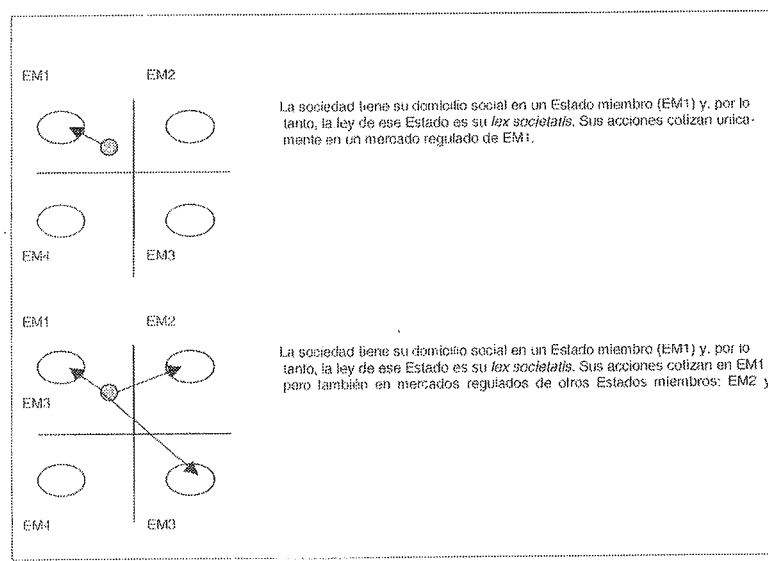 EM1 EM2
La sociedad tiene su domicilio social en un Estado miembro (EM1) y, por lo
tanto, la ley de ese Estado es su lex societatis. Sus acciones cotizan unica-
mente en un mercado regulado de EM1.
EM4 EM3
EM1 EM2
La sociedad tiene su domicilio social en un Estado miembro (EM1) y, por lo
tanto, la ley de ese Estado es su lex societatis. Sus acciones cotizan en EM1
pero también en mercados regulados de otros Estados miembros: EM2 y
EM3
EM4 EM3